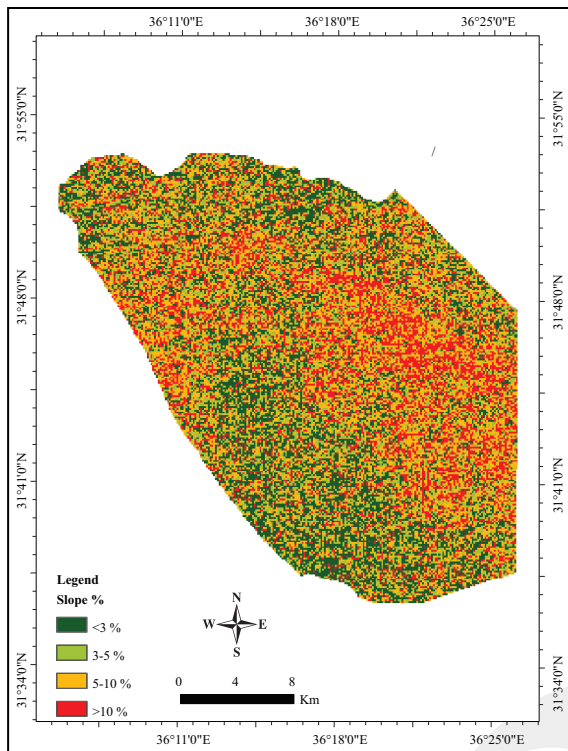 36°11'0"E 36°18'0"E 36°25'0"E
31°55'0"N 31°55'0"N
31°48'0"N 31°48'0"N
31°41'0"N 31°41'0"N
31°34'0"N 31°34'0"N
Legend
Slope %
<3 %
3-5 %
5-10 %
>10 %
N
W E
S
0 4 8
Km
36°11'0"E 36°18'0"E 36°25'0"E